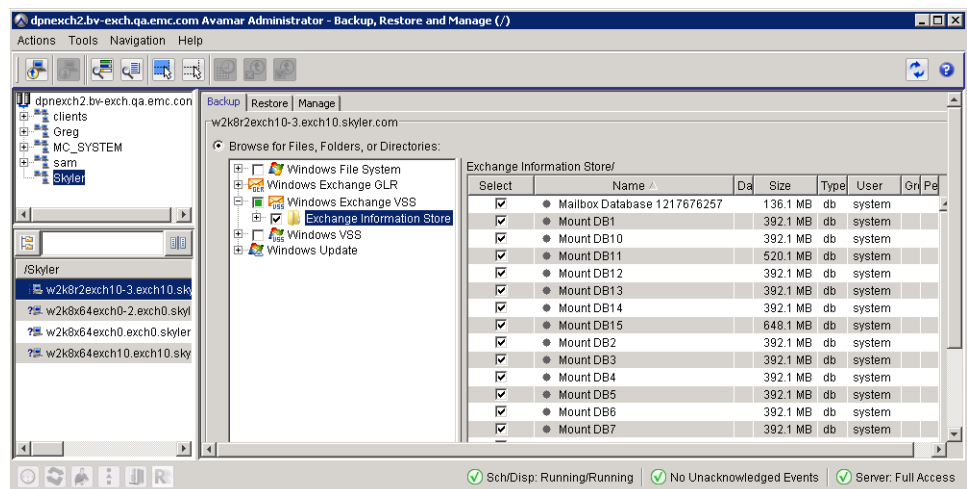 dpnexch2.bv-exch.qa.emc.com Avamar Administrator - Backup, Restore and Manage (/)
Actions Tools Navigation Help
dpnexch2.bv-exch.qa.emc.con
clients
Greg
MC_SYSTEM
sam
Skyler
/Skyler
w2k8r2exch10-3.exch10.sky
w2k8x64exch0-2.exch0.skyl
w2k8x64exch0.exch0.skyler
w2k8x64exch10.exch10.sky
Backup Restore Manage
w2k8r2exch10-3.exch10.skyler.com
Browse for Files, Folders, or Directories:
Windows File System
Windows Exchange GLR
Windows Exchange VSS
Exchange Information Store
Windows VSS
Windows Update
Exchange Information Store/
Select Name Da Size Type User Gr Pe
Mailbox Database 1217676257 136.1 MB db system
Mount DB1 392.1 MB db system
Mount DB10 392.1 MB db system
Mount DB11 520.1 MB db system
Mount DB12 392.1 MB db system
Mount DB13 392.1 MB db system
Mount DB14 392.1 MB db system
Mount DB15 648.1 MB db system
Mount DB2 392.1 MB db system
Mount DB3 392.1 MB db system
Mount DB4 392.1 MB db system
Mount DB5 392.1 MB db system
Mount DB6 392.1 MB db system
Mount DB7 392.1 MB db system
Sch/Disp: Running/Running No Unacknowledged Events Server: Full Access